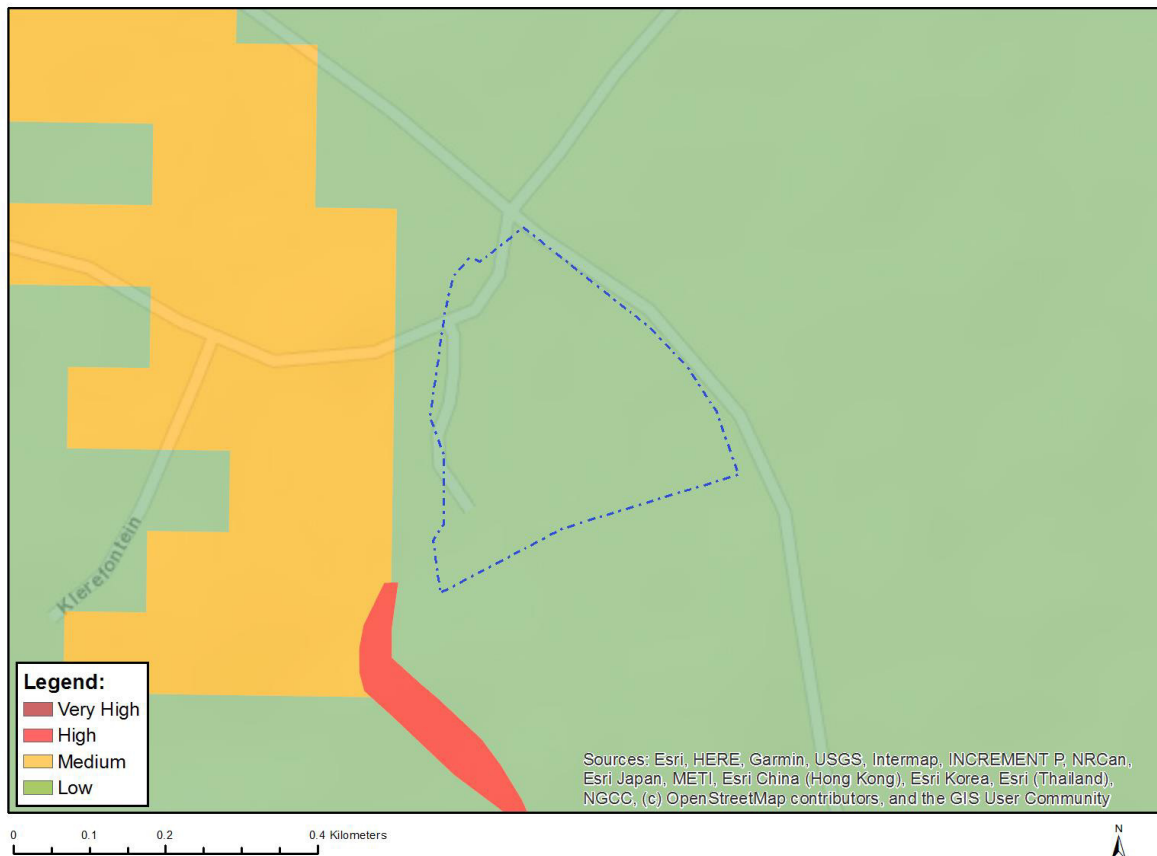 Klerefontein
Legend:
Very High
High
Medium
Low
Sources: Esri, HERE, Garmin, USGS, Intermap, INCREMENT P, NRCan,
Esri Japan, METI, Esri China (Hong Kong), Esri Korea, Esri (Thailand),
NGCC, (c) OpenStreetMap contributors, and the GIS User Community
0 0.1 0.2 0.4 Kilometers
N